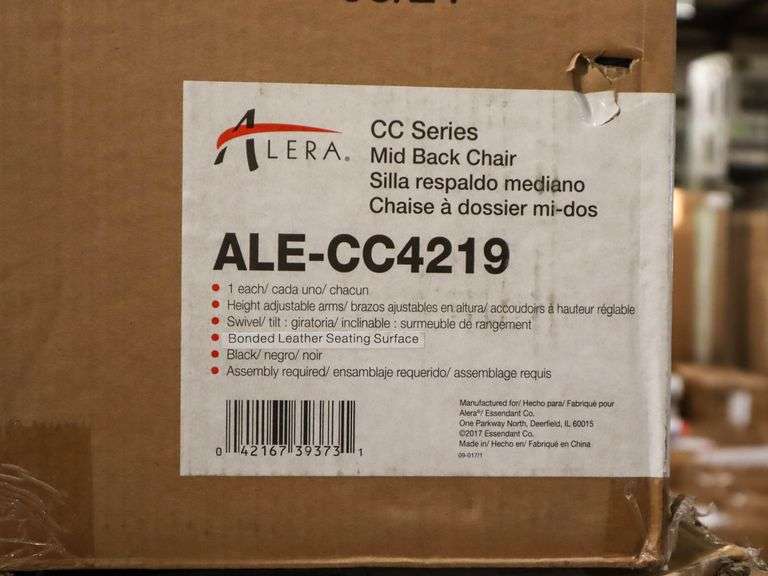 ALERA®
CC Series
Mid Back Chair
Silla respaldo mediano
Chaise à dossier mi-dos
ALE-CC4219
1 each/ cada uno/ chacun
Height adjustable arms/ brazos ajustables en altura/ accoudoirs à hauteur réglable
Swivel/ tilt : giratoria/ inclinable : surmeuble de rangement
Bonded Leather Seating Surface
Black/ negro/ noir
Assembly required/ ensamblaje requerido/ assemblage requis
0 42167 39373 1
Manufactured for/ Hecho para/ Fabriqué pour
Alera®/ Essendant Co.
One Parkway North, Deerfield, IL 60015
©2017 Essendant Co.
Made in/ Hecho en/ Fabriqué en China
09-017/1